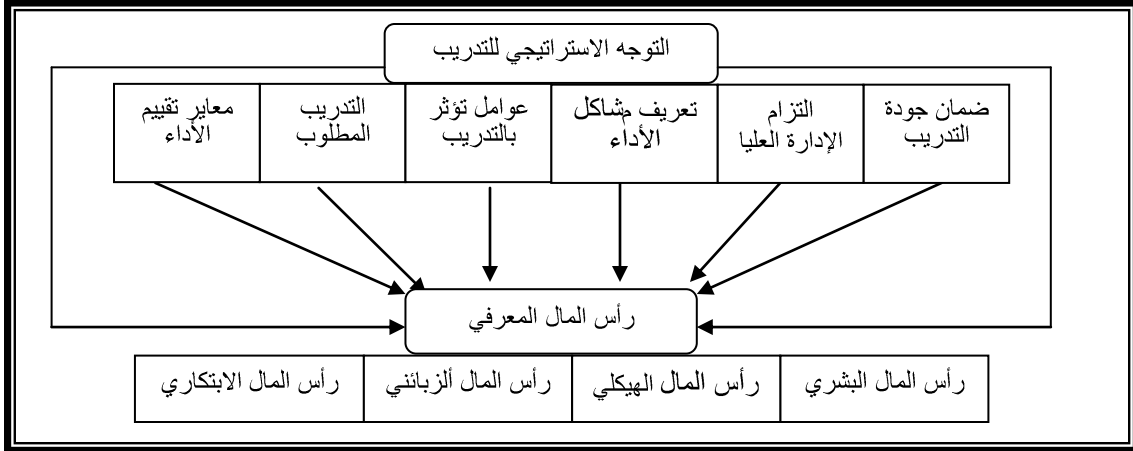 التوجه الاستراتيجي للتدريب
ضمان جودة
التدريب
التزام
الإدارة العليا
تعريف مشاكل
الأداء
عوامل تؤثر
بالتدريب
التدريب
المطلوب
معاير تقييم
الأداء
رأس المال المعرفي
رأس المال البشري
رأس المال الهيكلي
رأس المال ألزبائني
رأس المال الابتكاري